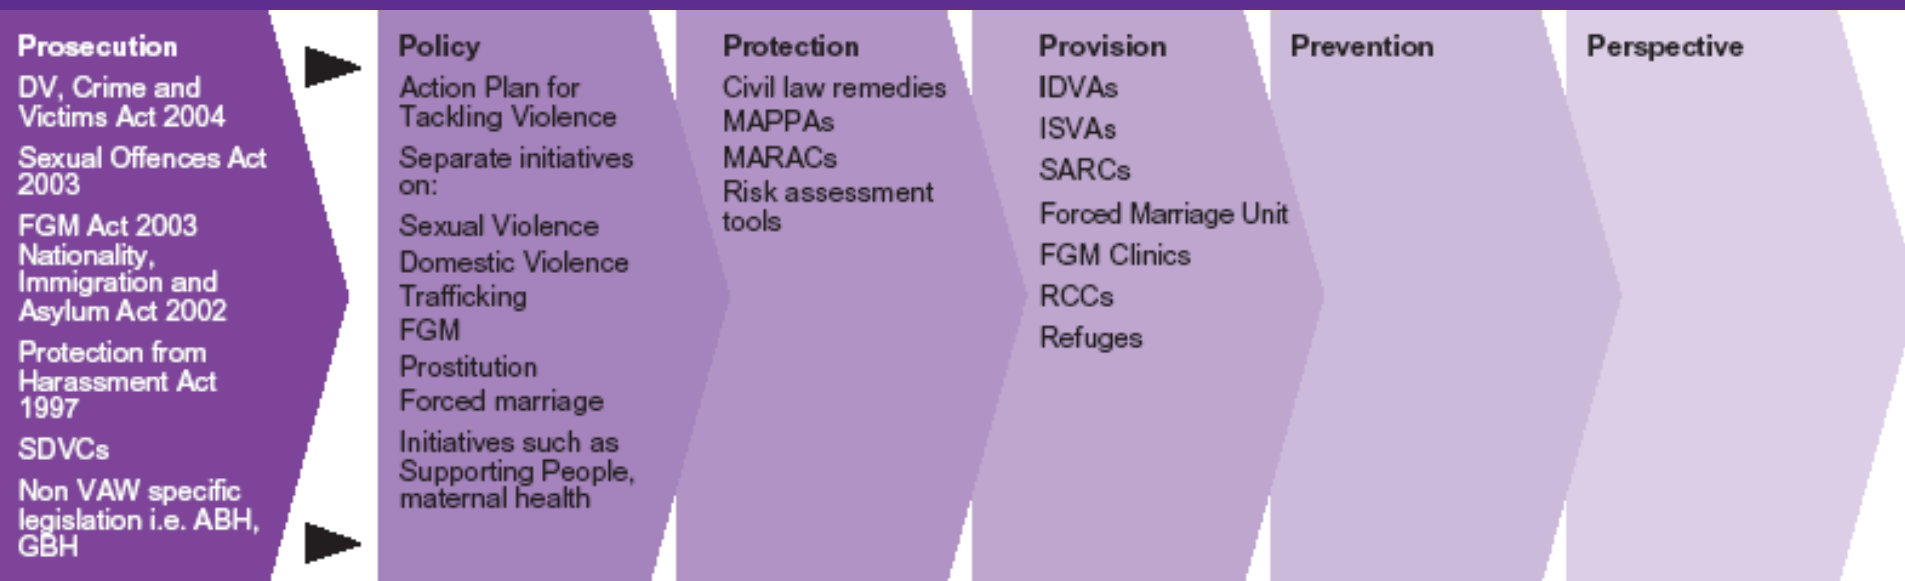 Prosecution
DV, Crime and
Victims Act 2004
Sexual Offences Act
2003
FGM Act 2003
Nationality,
Immigration and
Asylum Act 2002
Protection from
Harassment Act
1997
SDVCs
Non VAW specific
legislation i.e. ABH,
GBH
Policy
Action Plan for
Tackling Violence
Separate initiatives
on:
Sexual Violence
Domestic Violence
Trafficking
FGM
Prostitution
Forced marriage
Initiatives such as
Supporting People,
maternal health
Protection
Civil law remedies
MAPPAs
MARACs
Risk assessment
tools
Provision
IDVAs
ISVAs
SARCs
Forced Marriage Unit
FGM Clinics
RCCs
Refuges
Prevention
Perspective